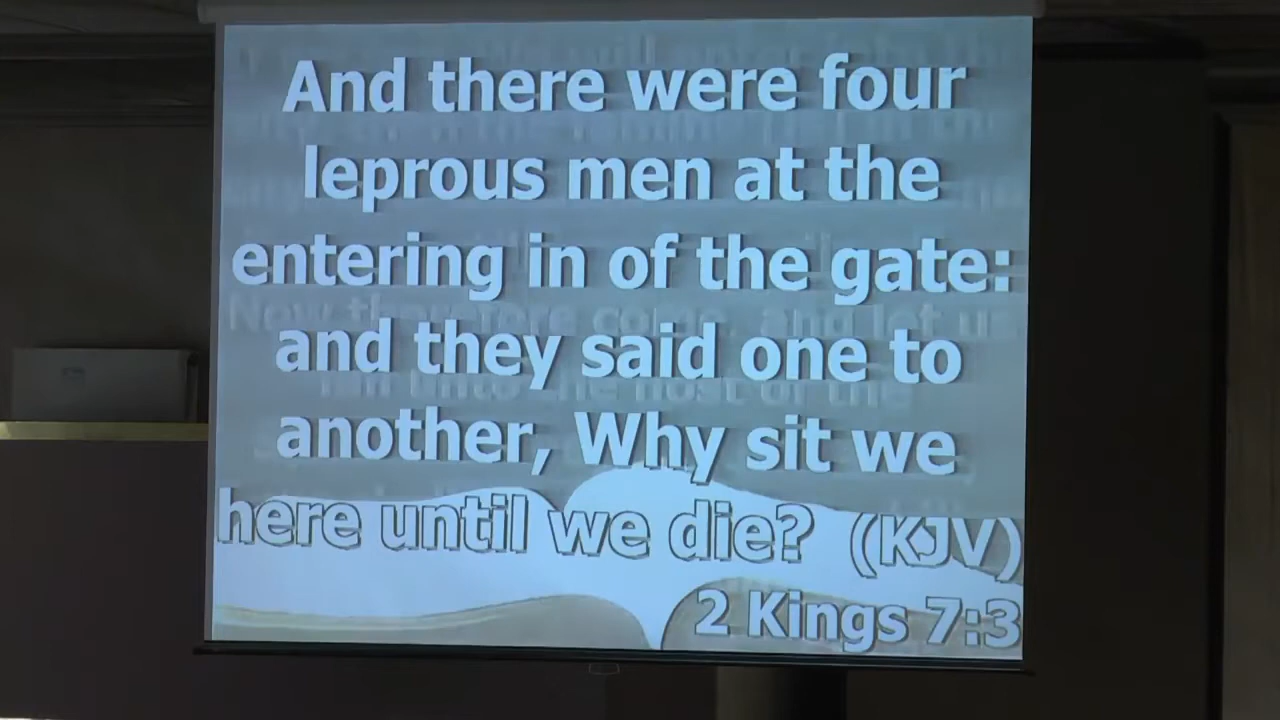 And there were four
leprous men at the
entering in of the gate:
and they said one to
another, Why sit we
here until we die? (KJV)
2 Kings 7:3